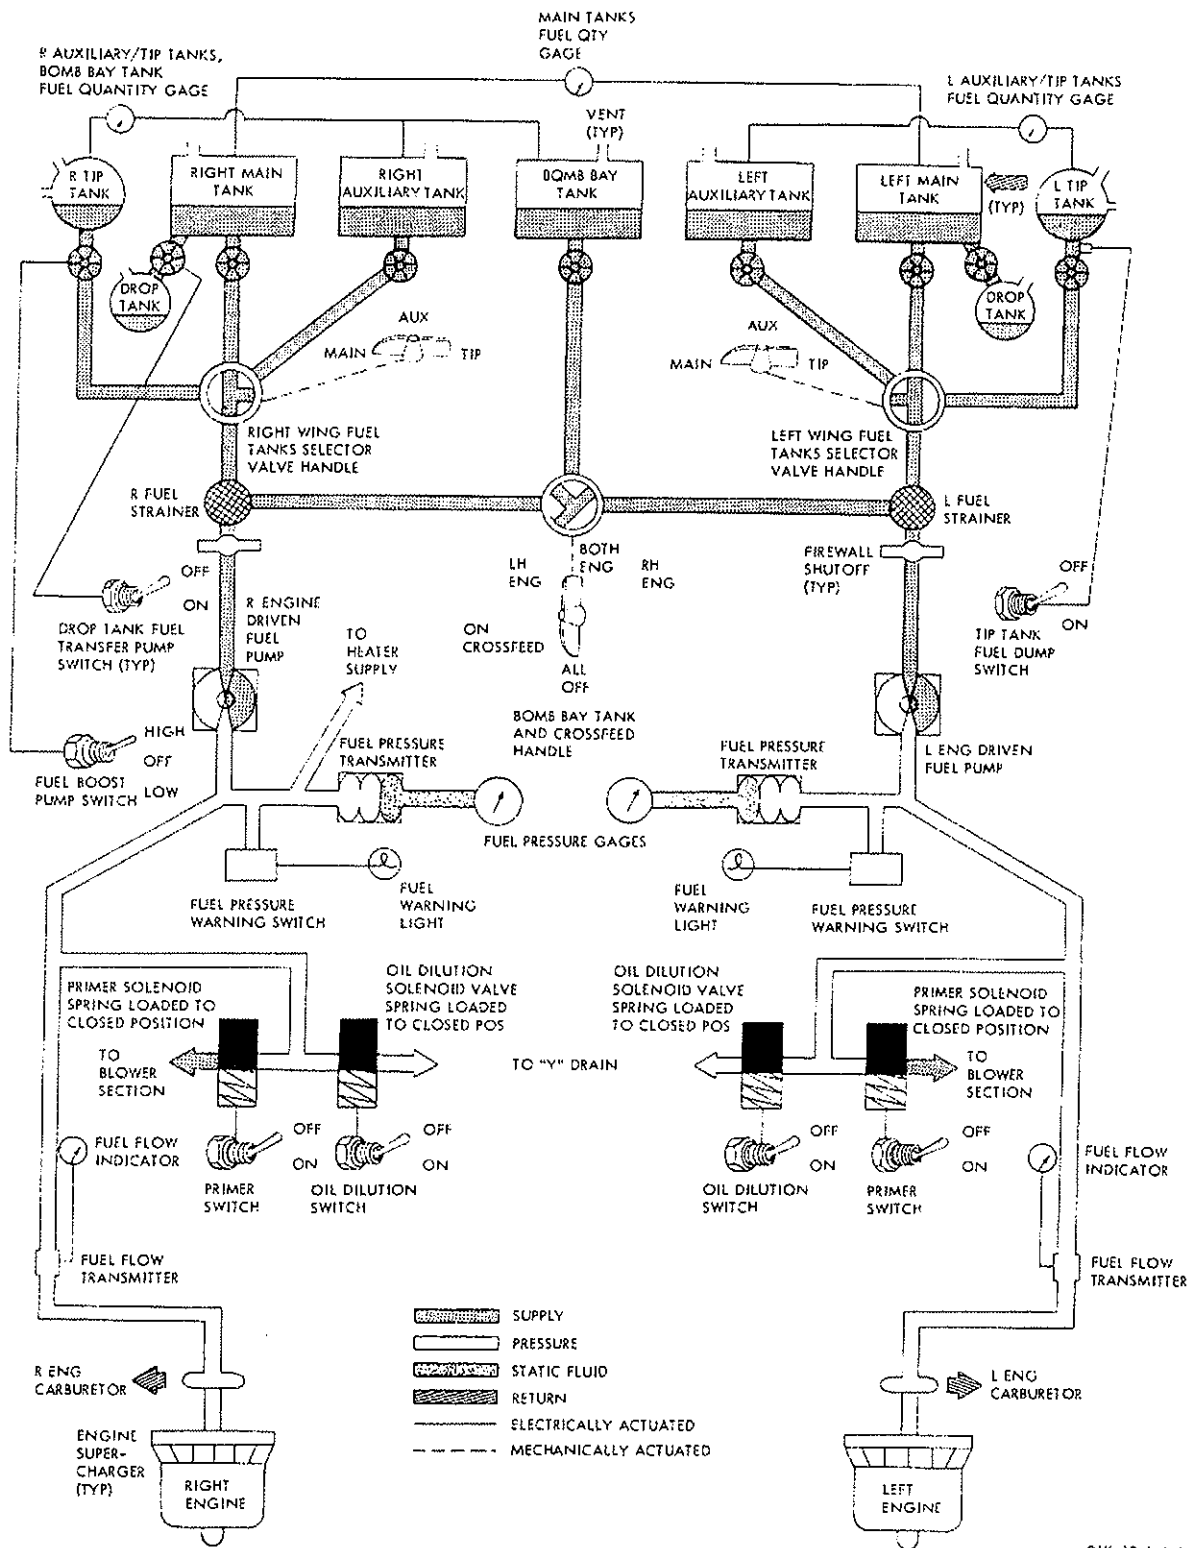 MAIN TANKS
FUEL QTY
GAGE
R AUXILIARY/TIP TANKS,
BOMB BAY TANK
FUEL QUANTITY GAGE
L AUXILIARY/TIP TANKS
FUEL QUANTITY GAGE
VENT
(TYP)
R TIP
TANK
RIGHT MAIN
TANK
RIGHT
AUXILIARY TANK
BOMB BAY
TANK
LEFT
AUXILIARY TANK
LEFT MAIN
TANK
(TYP)
L TIP
TANK
DROP
TANK
DROP
TANK
AUX
MAIN
TIP
AUX
MAIN
TIP
RIGHT WING FUEL
TANKS SELECTOR
VALVE HANDLE
LEFT WING FUEL
TANKS SELECTOR
VALVE HANDLE
R FUEL
STRAINER
L FUEL
STRAINER
BOTH
ENG
LH
ENG
RH
ENG
FIREWALL
SHUTOFF
(TYP)
OFF
ON
DROP TANK FUEL
TRANSFER PUMP
SWITCH (TYP)
R ENGINE
DRIVEN
FUEL
PUMP
TO
HEATER
SUPPLY
ON
CROSSFEED
ALL
OFF
BOMB BAY TANK
AND CROSSFEED
HANDLE
OFF
ON
TIP TANK
FUEL DUMP
SWITCH
HIGH
OFF
LOW
FUEL BOOST
PUMP SWITCH
FUEL PRESSURE
TRANSMITTER
FUEL PRESSURE
TRANSMITTER
L ENG DRIVEN
FUEL PUMP
FUEL PRESSURE GAGES
FUEL PRESSURE
WARNING SWITCH
FUEL
WARNING
LIGHT
FUEL
WARNING
LIGHT
FUEL PRESSURE
WARNING SWITCH
PRIMER SOLENOID
SPRING LOADED TO
CLOSED POSITION
OIL DILUTION
SOLENOID VALVE
SPRING LOADED
TO CLOSED POS
OIL DILUTION
SOLENOID VALVE
SPRING LOADED
TO CLOSED POS
PRIMER SOLENOID
SPRING LOADED TO
CLOSED POSITION
TO
BLOWER
SECTION
TO "Y" DRAIN
TO
BLOWER
SECTION
FUEL FLOW
INDICATOR
OFF
ON
PRIMER
SWITCH
OFF
ON
OIL DILUTION
SWITCH
OFF
ON
OIL DILUTION
SWITCH
OFF
ON
PRIMER
SWITCH
FUEL FLOW
INDICATOR
FUEL FLOW
TRANSMITTER
FUEL FLOW
TRANSMITTER
SUPPLY
PRESSURE
STATIC FLUID
RETURN
ELECTRICALLY ACTUATED
MECHANICALLY ACTUATED
R ENG
CARBURETOR
L ENG
CARBURETOR
ENGINE
SUPER-
CHARGER
(TYP)
RIGHT
ENGINE
LEFT
ENGINE